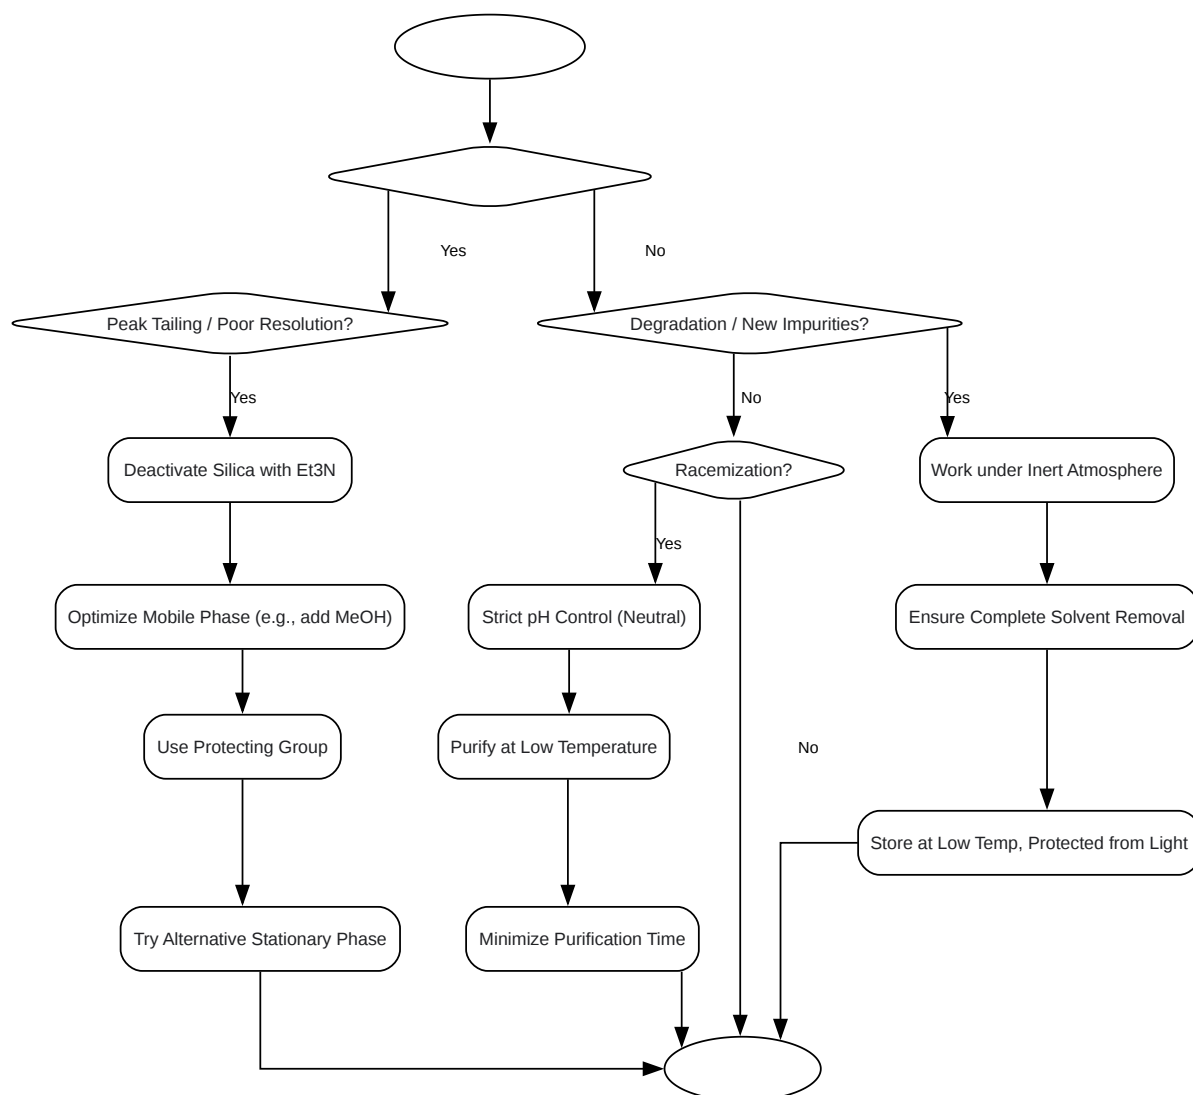 Yes
No
Peak Tailing / Poor Resolution?
Degradation / New Impurities?
Yes
No
Yes
Deactivate Silica with Et3N
Racemization?
Work under Inert Atmosphere
Yes
Optimize Mobile Phase (e.g., add MeOH)
Strict pH Control (Neutral)
Ensure Complete Solvent Removal
Use Protecting Group
Purify at Low Temperature
No
Store at Low Temp, Protected from Light
Try Alternative Stationary Phase
Minimize Purification Time